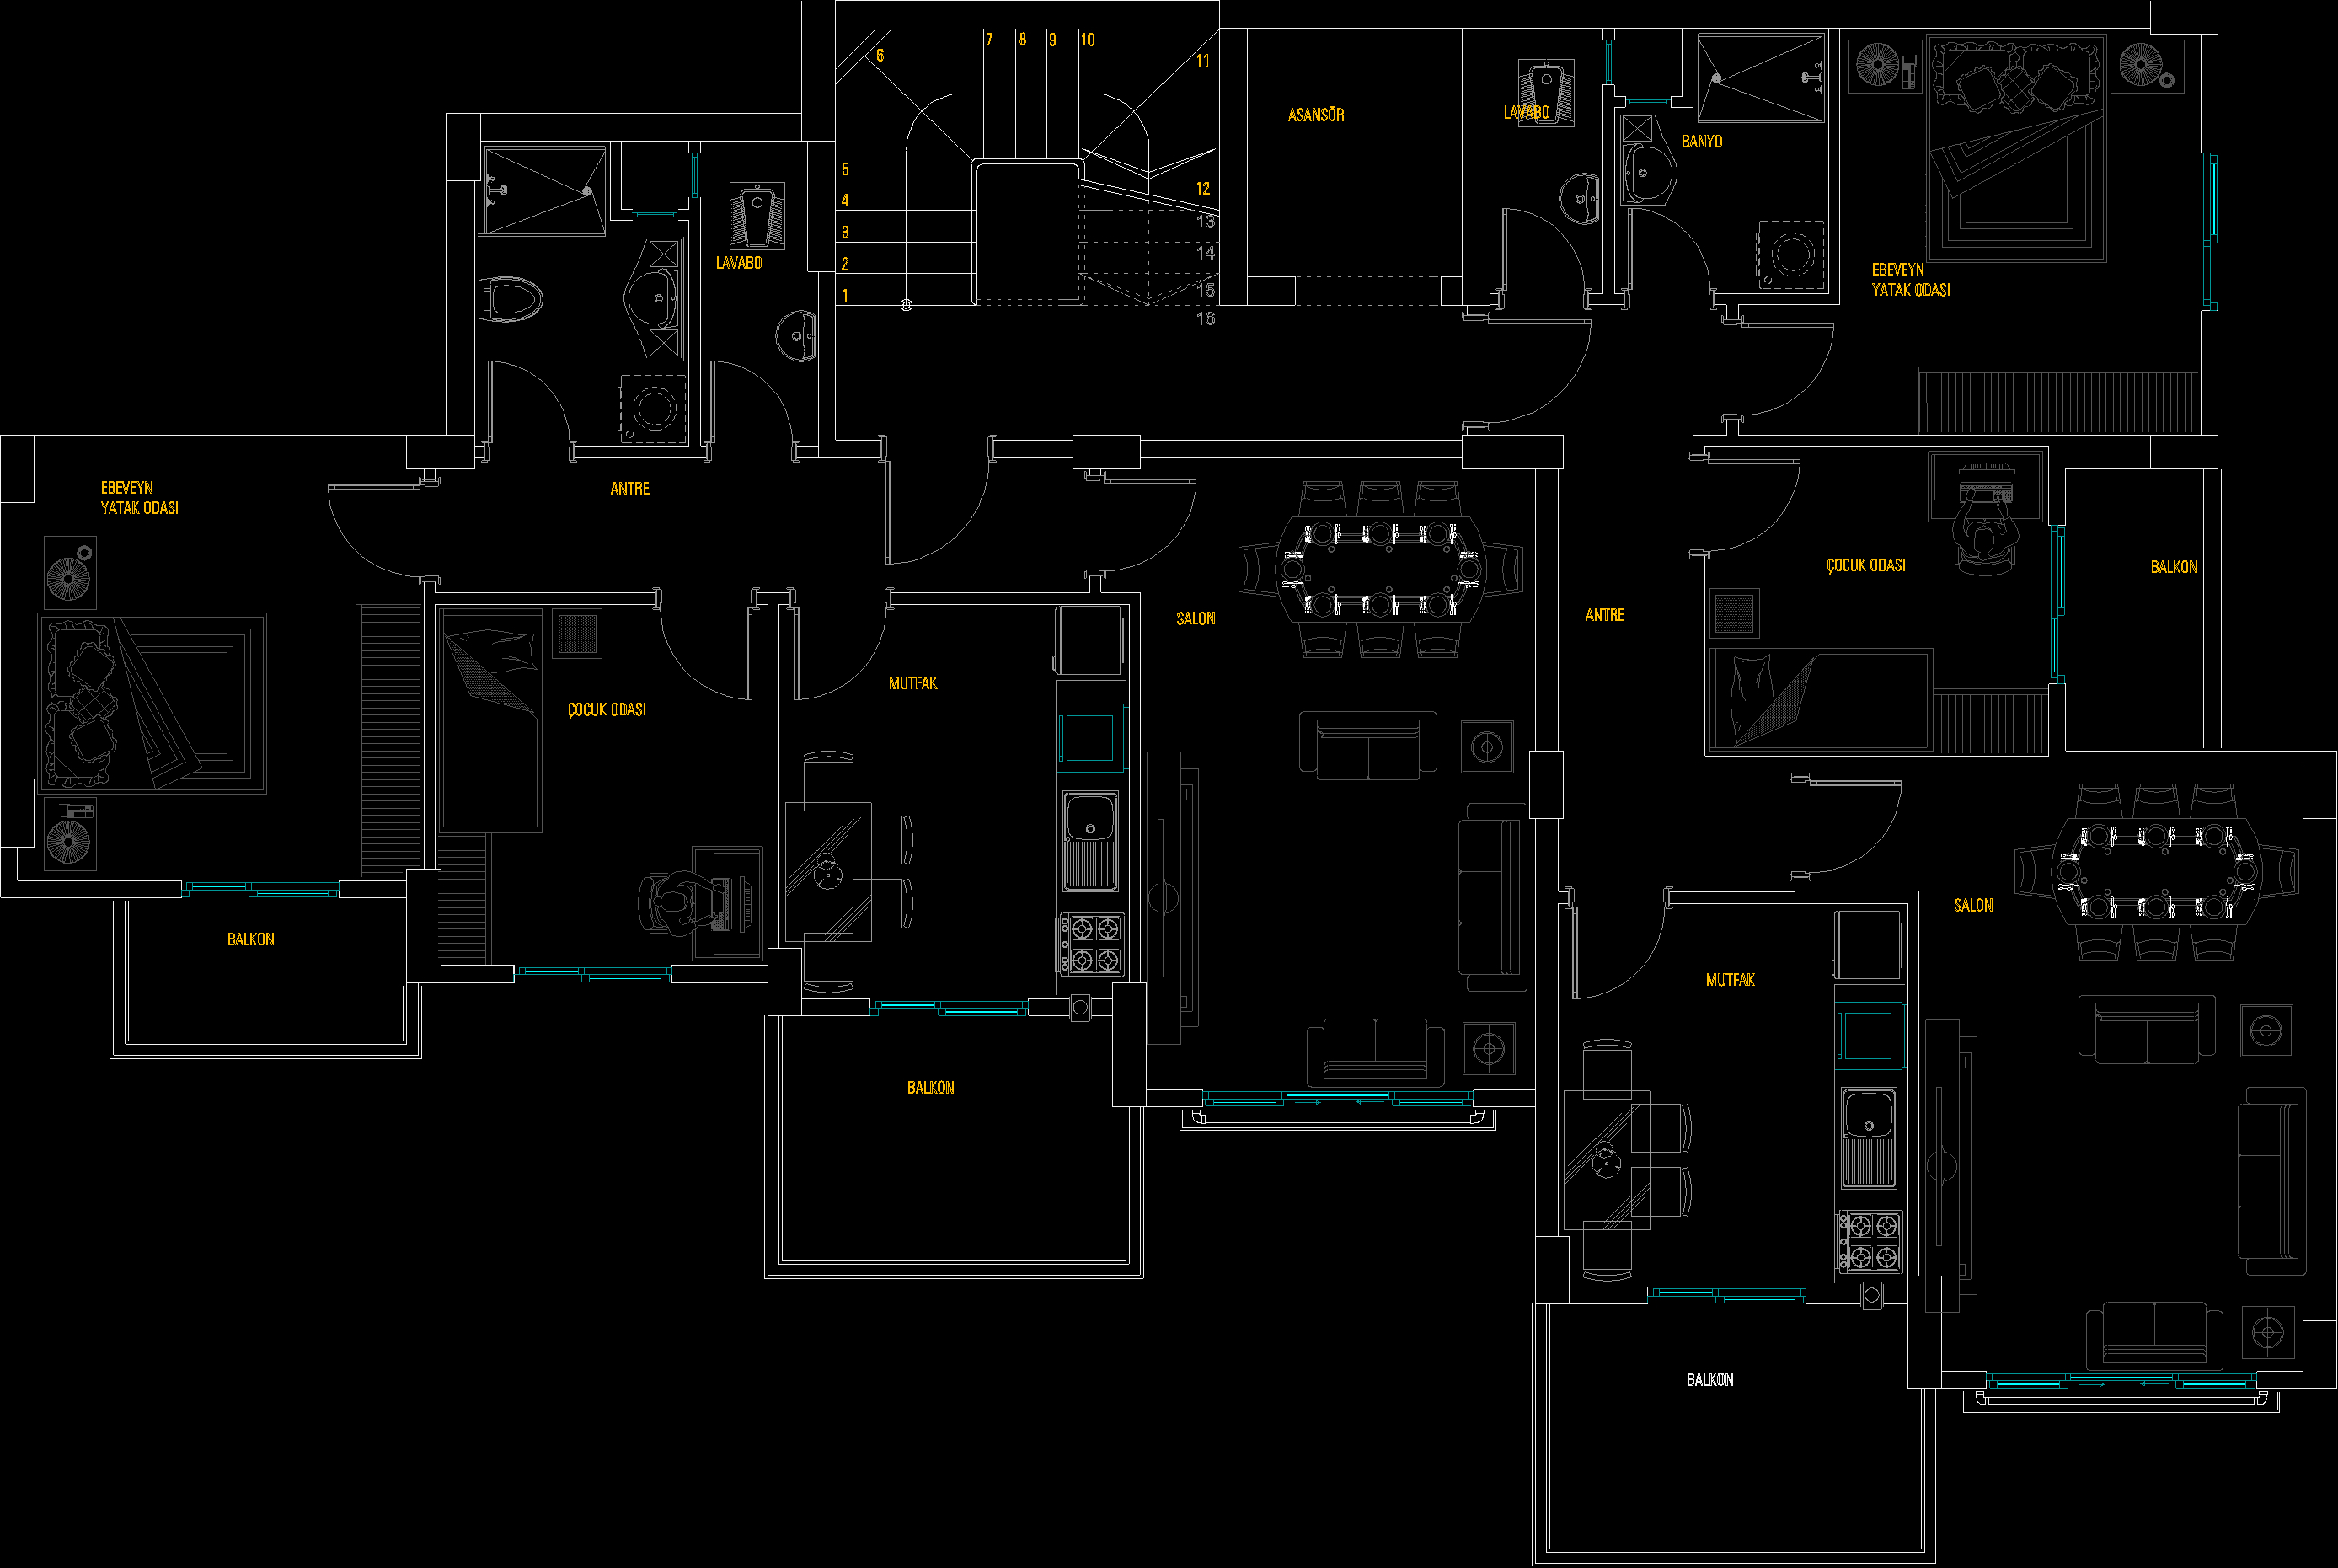 7
8
9
10
6
11
ASANSÖR
LAVABO
BANYO
5
12
4
13
3
14
LAVABO
2
EBEVEYN
YATAK ODASI
15
1
16
EBEVEYN
YATAK ODASI
ANTRE
ÇOCUK ODASI
BALKON
SALON
ANTRE
MUTFAK
ÇOCUK ODASI
SALON
BALKON
MUTFAK
BALKON
BALKON